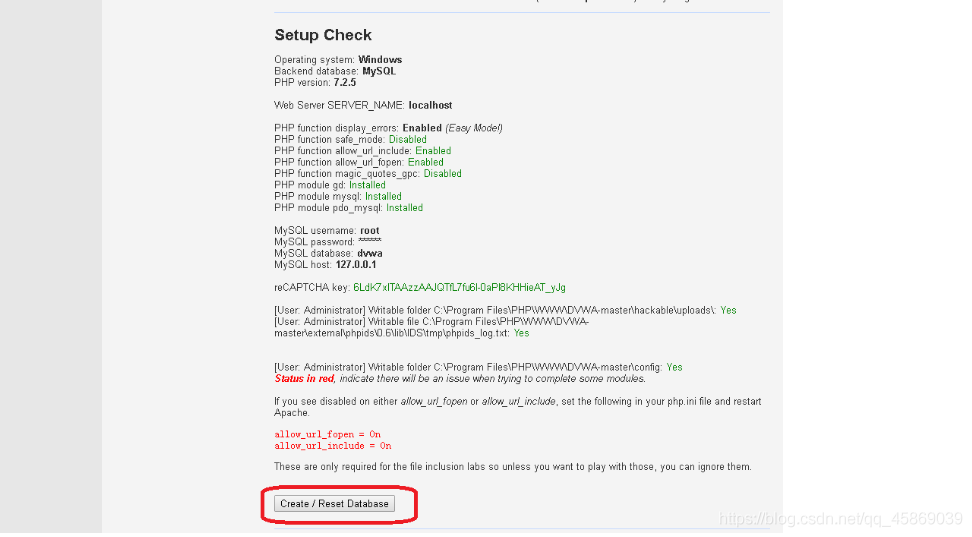 Setup Check
Operating system: Windows
Backend database: MySQL
PHP version: 7.2.5
Web Server SERVER_NAME: localhost
PHP function display_errors: Enabled (Easy Mode!)
PHP function safe_mode: Disabled
PHP function allow_url_include: Enabled
PHP function allow_url_fopen: Enabled
PHP function magic_quotes_gpc: Disabled
PHP module gd: Installed
PHP module mysql: Installed
PHP module pdo_mysql: Installed
MySQL username: root
MySQL password: ******
MySQL database: dvwa
MySQL host: 127.0.0.1
reCAPTCHA key: 6LdK7xITAAzzAAJQTfL7fu6I-0aPl8KHHieAT_yJg
[User: Administrator] Writable folder C:\Program Files\PHP\WWW\DVWA-master\hackable\uploads\: Yes
[User: Administrator] Writable file C:\Program Files\PHP\WWW\DVWA-
master\external\phpids\0.6\lib\IDS\tmp\phpids_log.txt: Yes
[User: Administrator] Writable folder C:\Program Files\PHP\WWW\DVWA-master\config: Yes
Status in red, indicate there will be an issue when trying to complete some modules.
If you see disabled on either allow_url_fopen or allow_url_include, set the following in your php.ini file and restart
Apache.
allow_url_fopen = On
allow_url_include = On
These are only required for the file inclusion labs so unless you want to play with those, you can ignore them.
Create / Reset Database
https://blog.csdn.net/qq_45869039